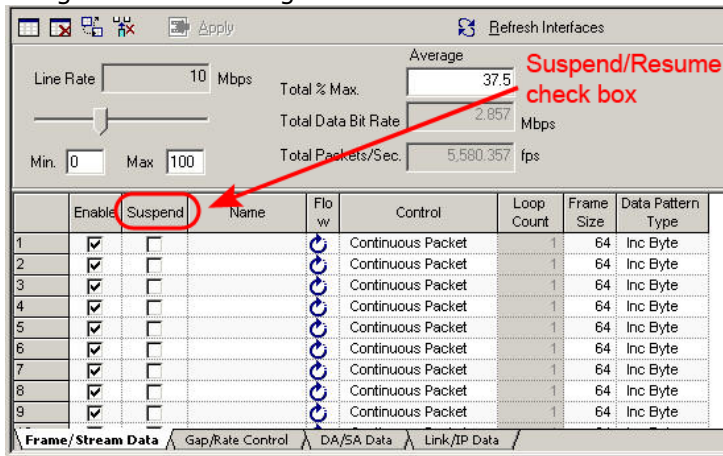 Apply
Refresh Interfaces
Average
Line Rate 10 Mbps
Total % Max. 37.5
Suspend/Resume
check box
Total Data Bit Rate 2.857 Mbps
Min. 0 Max 100
Total Packets/Sec. 5,580.357 fps
Enable Suspend Name Flo
w Control Loop
Count Frame
Size Data Pattern
Type
1 Continuous Packet 1 64 Inc Byte
2 Continuous Packet 1 64 Inc Byte
3 Continuous Packet 1 64 Inc Byte
4 Continuous Packet 1 64 Inc Byte
5 Continuous Packet 1 64 Inc Byte
6 Continuous Packet 1 64 Inc Byte
7 Continuous Packet 1 64 Inc Byte
8 Continuous Packet 1 64 Inc Byte
9 Continuous Packet 1 64 Inc Byte
Frame/Stream Data Gap/Rate Control DA/SA Data Link/IP Data